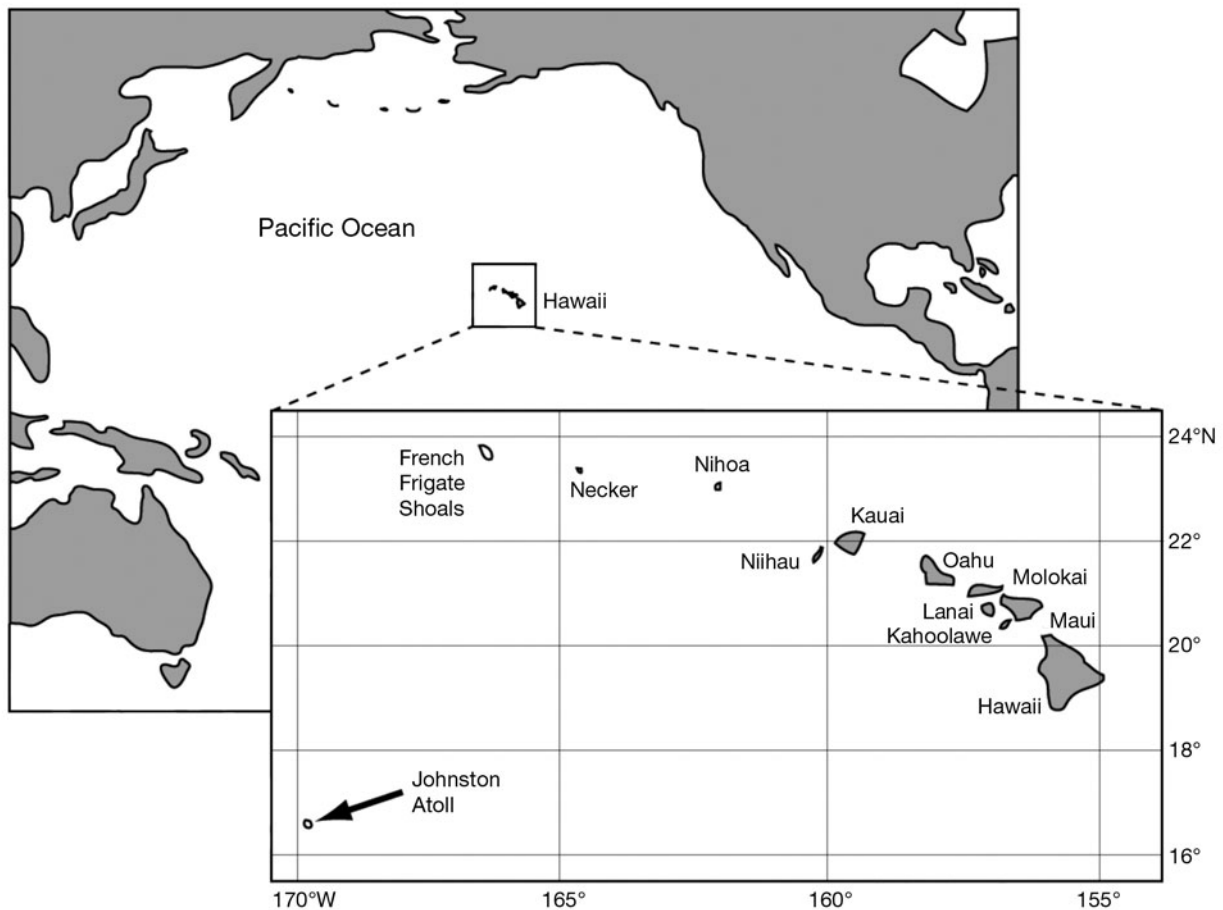 Pacific Ocean
Hawaii
24°N
French
Frigate
Shoals
Necker
Nihoa
Kauai
22°
Niihau
Oahu
Molokai
Lanai
Maui
Kahoolawe
20°
Hawaii
18°
Johnston
Atoll
16°
170°W
165°
160°
155°